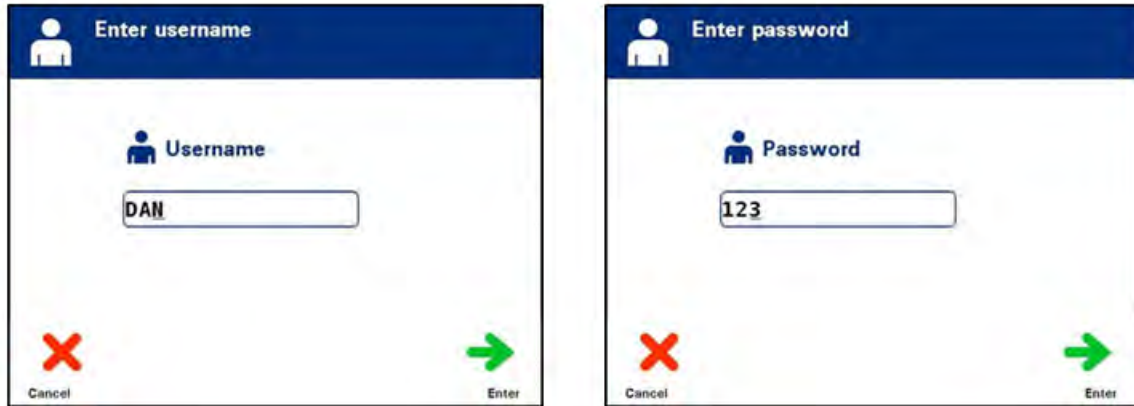 Enter username
Username
DAN
Cancel
Enter
Enter password
Password
123
Cancel
Enter